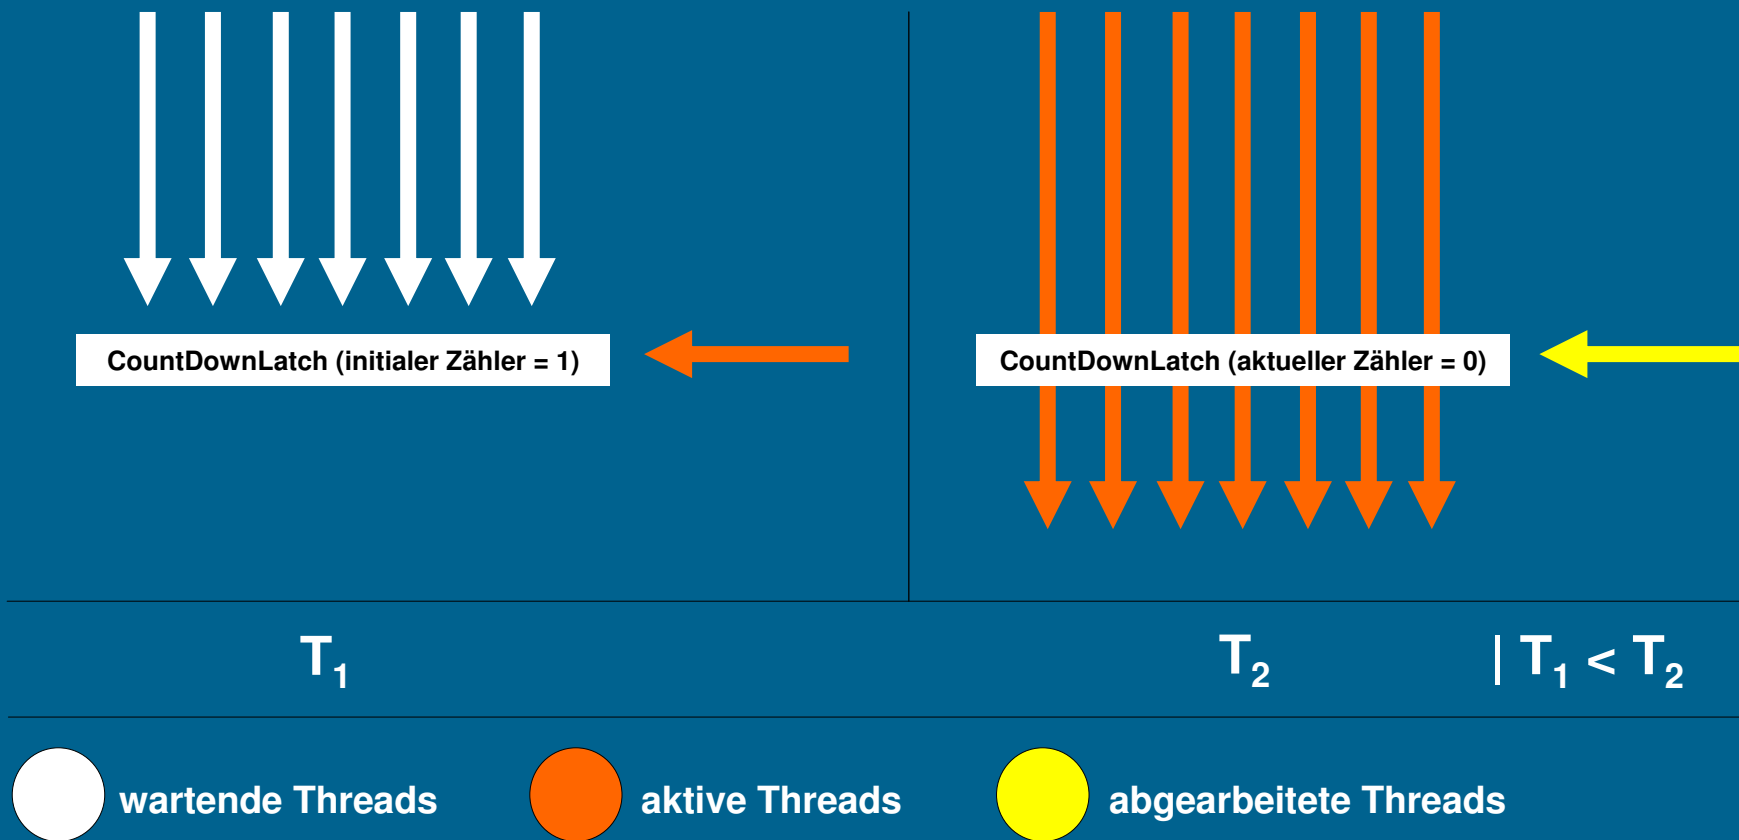 CountDownLatch (initialer Zähler = 1)
CountDownLatch (aktueller Zähler = 0)
T₁
T₂
| T₁ < T₂
wartende Threads
aktive Threads
abgearbeitete Threads